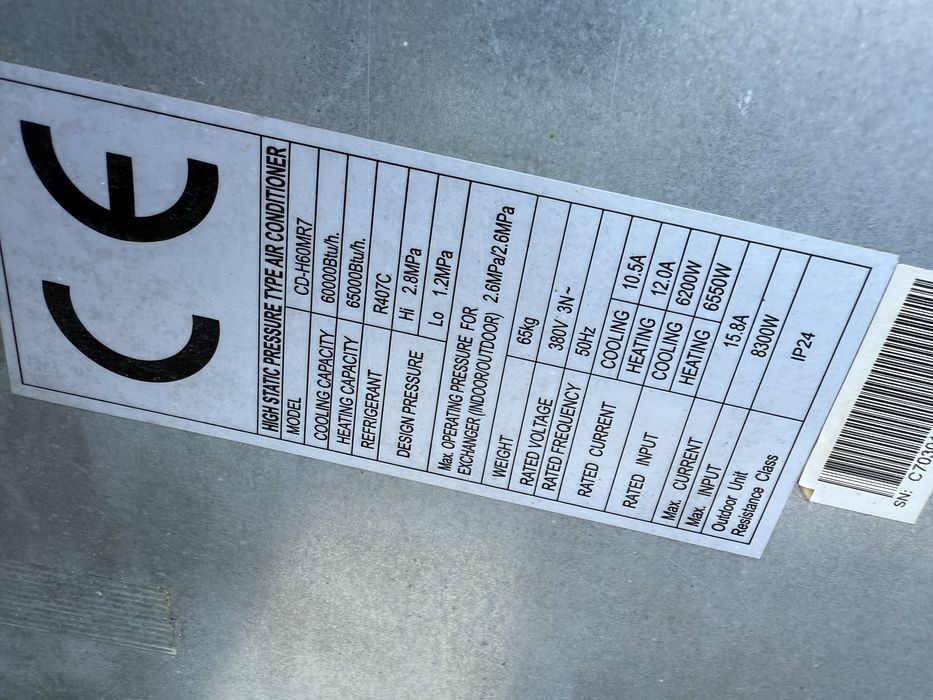 CE
HIGH STATIC PRESSURE TYPE AIR CONDITIONER
MODEL CD-H60MR7
COOLING CAPACITY 60000Btu/h.
HEATING CAPACITY 65000Btu/h.
REFRIGERANT R407C
DESIGN PRESSURE Hi 2.8MPa
Lo 1.2MPa
Max. OPERATING PRESSURE FOR
EXCHANGER (INDOOR/OUTDOOR) 2.6MPa/2.6MPa
WEIGHT 65kg
RATED VOLTAGE 380V 3N~
RATED FREQUENCY 50Hz
RATED CURRENT COOLING 10.5A
HEATING 12.0A
RATED INPUT COOLING 6200W
HEATING 6550W
Max. CURRENT 15.8A
Max. INPUT 8300W
Outdoor Unit
Resistance Class IP24
SN: C7030